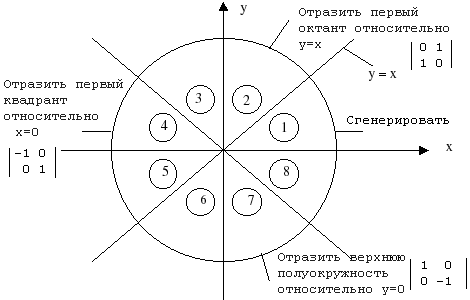 y
Отразить первый
октант относительно
y=x
0 1
1 0
y = x
Отразить первый
квадрант
относительно
x=0
-1 0
0 1
3
2
4
1
Сгенерировать
x
5
8
6
7
Отразить верхнюю
полуокружность
относительно y=0
1 0
0 -1